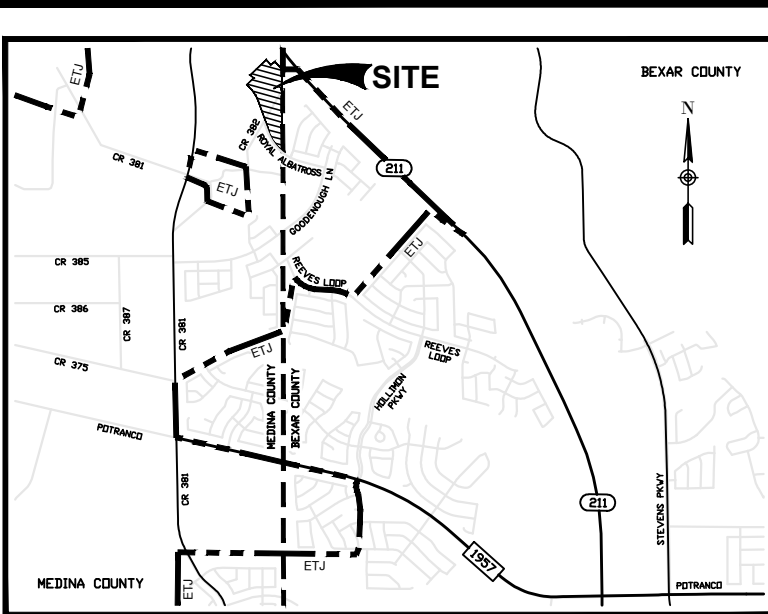 ETJ
SITE
BEXAR COUNTY
N
ETJ
CR 382
ROYAL ALBATROSS
CR 381
211
ETJ
GOODENOUGH LN
ETJ
CR 385
REEVES LOOP
CR 386
CR 387
CR 381
ETJ
REEVES
LOOP
CR 375
MEDINA COUNTY
BEXAR COUNTY
HOLLIMON
PKWY
POTRANCO
CR 381
211
STEVENS PKWY
1957
ETJ
MEDINA COUNTY
ETJ
POTRANCO